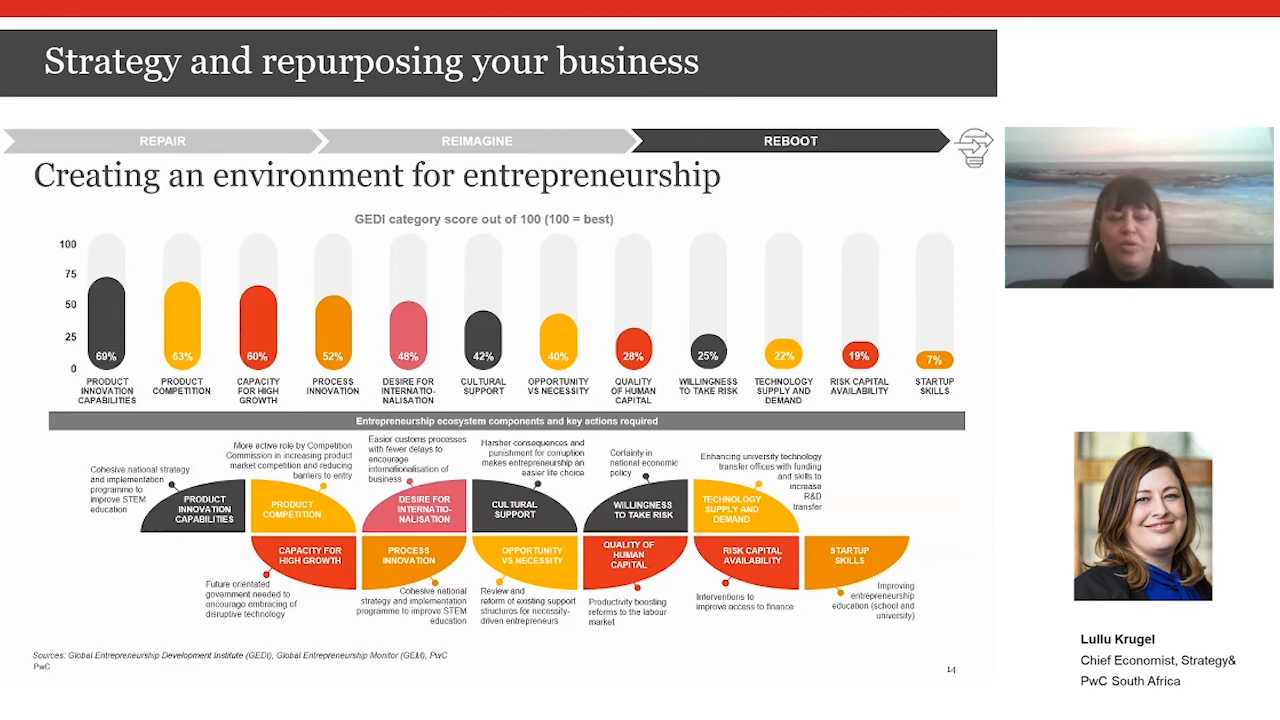 Strategy and repurposing your business
REPAIR
REIMAGINE
REBOOT
Creating an environment for entrepreneurship
GEDI category score out of 100 (100 = best)
100
75
50
25
0
69%
63%
60%
52%
48%
42%
40%
28%
25%
22%
19%
7%
PRODUCT
INNOVATION
CAPABILITIES
PRODUCT
COMPETITION
CAPACITY
FOR HIGH
GROWTH
PROCESS
INNOVATION
DESIRE FOR
INTERNATIO-
NALISATION
CULTURAL
SUPPORT
OPPORTUNITY
VS NECESSITY
QUALITY
OF HUMAN
CAPITAL
WILLINGNESS
TO TAKE RISK
TECHNOLOGY
SUPPLY AND
DEMAND
RISK CAPITAL
AVAILABILITY
STARTUP
SKILLS
Entrepreneurship ecosystem components and key actions required
Cohesive national strategy
and implementation
programme to
improve STEM
education
More active role by Competition
Commission in increasing product
market competition and reducing
barriers to entry
Easier customs processes
with fewer delays to
encourage
internationalisation of
business
Harsher consequences and
punishment for corruption
makes entrepreneurship an
easier life choice
Certainty in
national economic
policy
Enhancing university technology
transfer offices with funding
and skills to
increase
R&D
transfer
PRODUCT
INNOVATION
CAPABILITIES
PRODUCT
COMPETITION
DESIRE FOR
INTERNATIO-
NALISATION
CULTURAL
SUPPORT
WILLINGNESS
TO TAKE RISK
TECHNOLOGY
SUPPLY AND
DEMAND
CAPACITY FOR
HIGH GROWTH
PROCESS
INNOVATION
OPPORTUNITY
VS NECESSITY
QUALITY OF
HUMAN
CAPITAL
RISK CAPITAL
AVAILABILITY
STARTUP
SKILLS
Future orientated
government needed to
encourage embracing of
disruptive technology
Cohesive national
strategy and implementation
programme to improve STEM
education
Review and
reform of existing support
structures for necessity-
driven entrepreneurs
Productivity boosting
reforms to the labour
market
Interventions to
improve access to finance
Improving
entrepreneurship
education (school and
university)
Sources: Global Entrepreneurship Development Institute (GEDI), Global Entrepreneurship Monitor (GEM), PwC
PwC
14
Lullu Krugel
Chief Economist, Strategy&
PwC South Africa